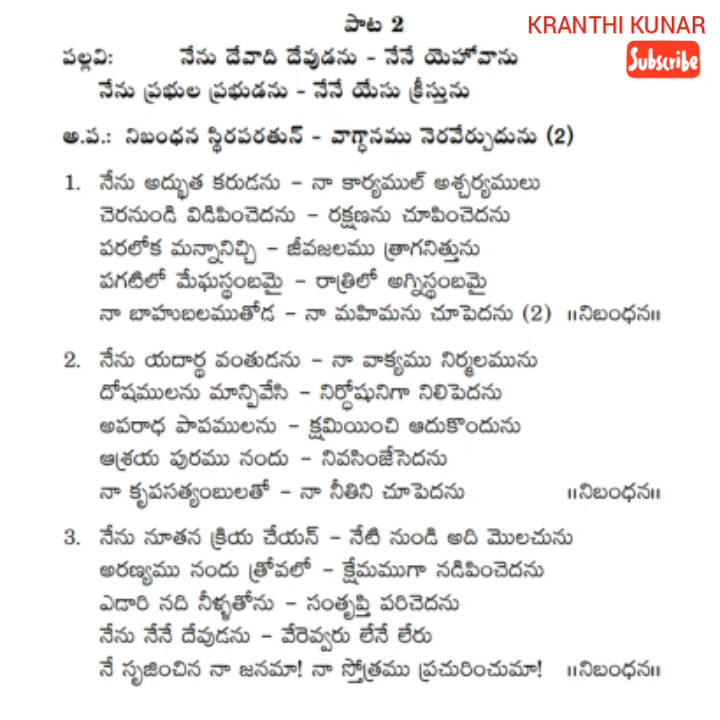 పాట 2
KRANTHI KUNAR
Subscribe
పల్లవి: నేను దేవాది దేవుడను - నేనే యెహోవాను
నేను ప్రభుల ప్రభుడను - నేనే యేసు క్రీస్తును
అ.ప.: నిబంధన స్థిరపరతున్ - వాగ్ధానము నెరవేర్చుదును (2)
1. నేను అద్భుత కరుడను - నా కార్యముల్ అశ్చర్యములు
చెరనుండి విడిపించెదను - రక్షణను చూపించెదను
పరలోక మన్నానిచ్చి - జీవజలము త్రాగనిత్తును
పగటిలో మేఘస్థంబమై - రాత్రిలో అగ్నిస్థంబమై
నా బాహుబలముతోడ - నా మహిమను చూపెదను (2) ॥నిబంధన॥
2. నేను యదార్థ వంతుడను - నా వాక్యము నిర్మలమును
దోషములను మాన్పివేసి - నిర్ధోషునిగా నిలిపెదను
అపరాధ పాపములను - క్షమియించి ఆదుకొందును
ఆశ్రయ పురము నందు - నివసింజేసెదను
నా కృపసత్యంబులతో - నా నీతిని చూపెదను ॥నిబంధన॥
3. నేను నూతన క్రియ చేయన్ - నేటి నుండి అది మొలచును
అరణ్యము నందు త్రోవలో - క్షేమముగా నడిపించెదను
ఎడారి నది నీళ్ళతోను - సంతృప్తి పరిచెదను
నేను నేనే దేవుడను - వేరెవ్వరు లేనే లేరు
నే సృజించిన నా జనమా! నా స్తోత్రము ప్రచురించుమా! ॥నిబంధన॥